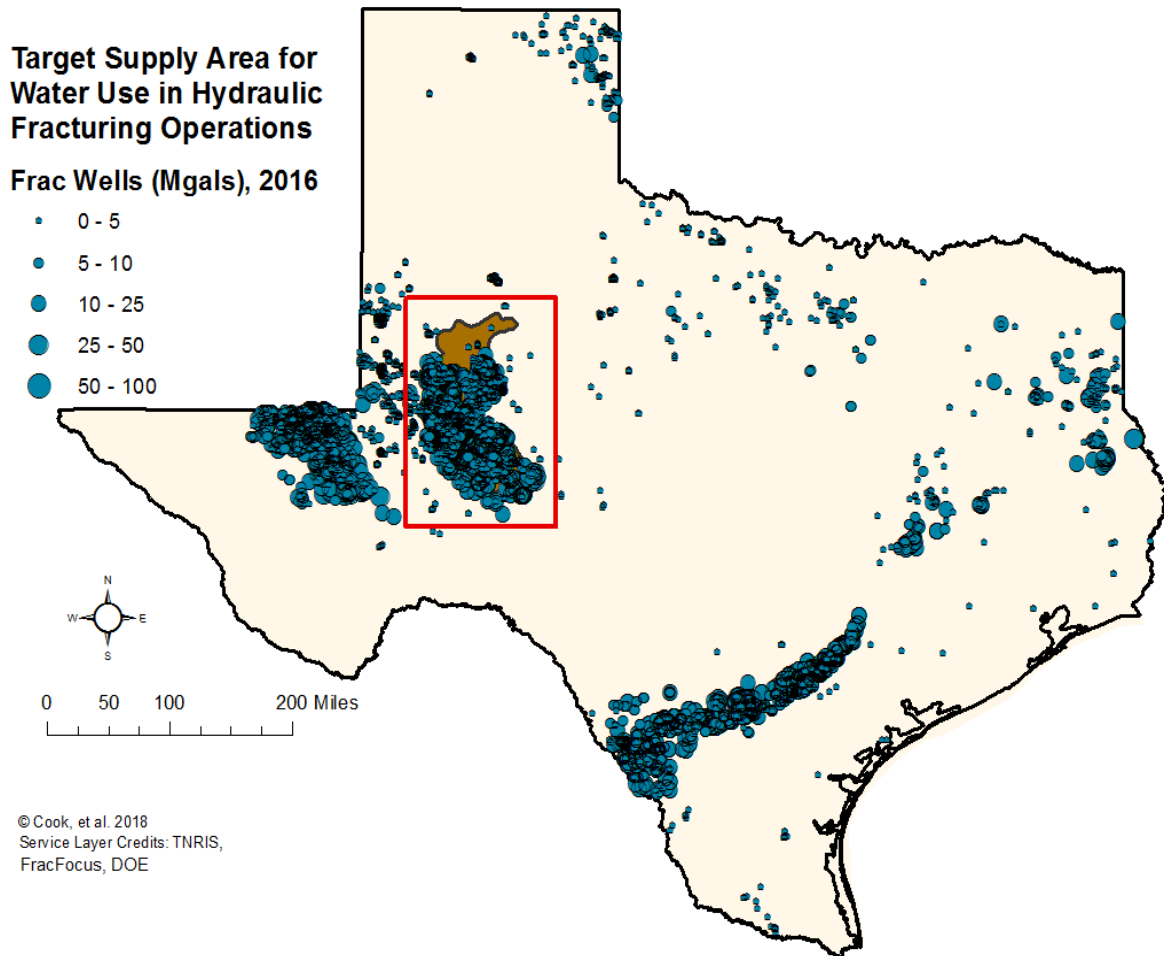 Target Supply Area for
Water Use in Hydraulic
Fracturing Operations
Frac Wells (Mgals), 2016
0 - 5
5 - 10
10 - 25
25 - 50
50 - 100
N
W E
S
0 50 100 200 Miles
© Cook, et al. 2018
Service Layer Credits: TNRIS,
FracFocus, DOE